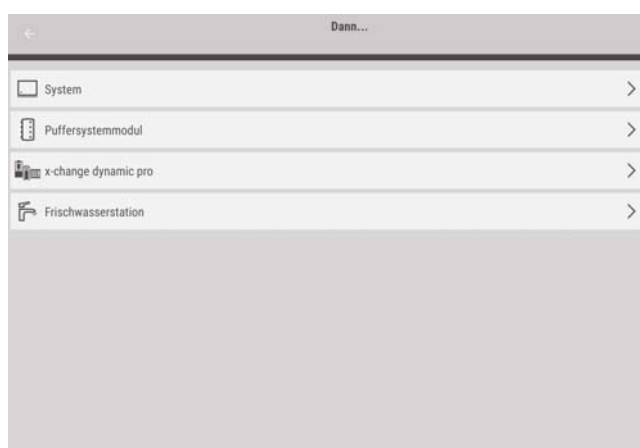 Dann...
System
Puffersystemmodul
x-change dynamic pro
Frischwasserstation